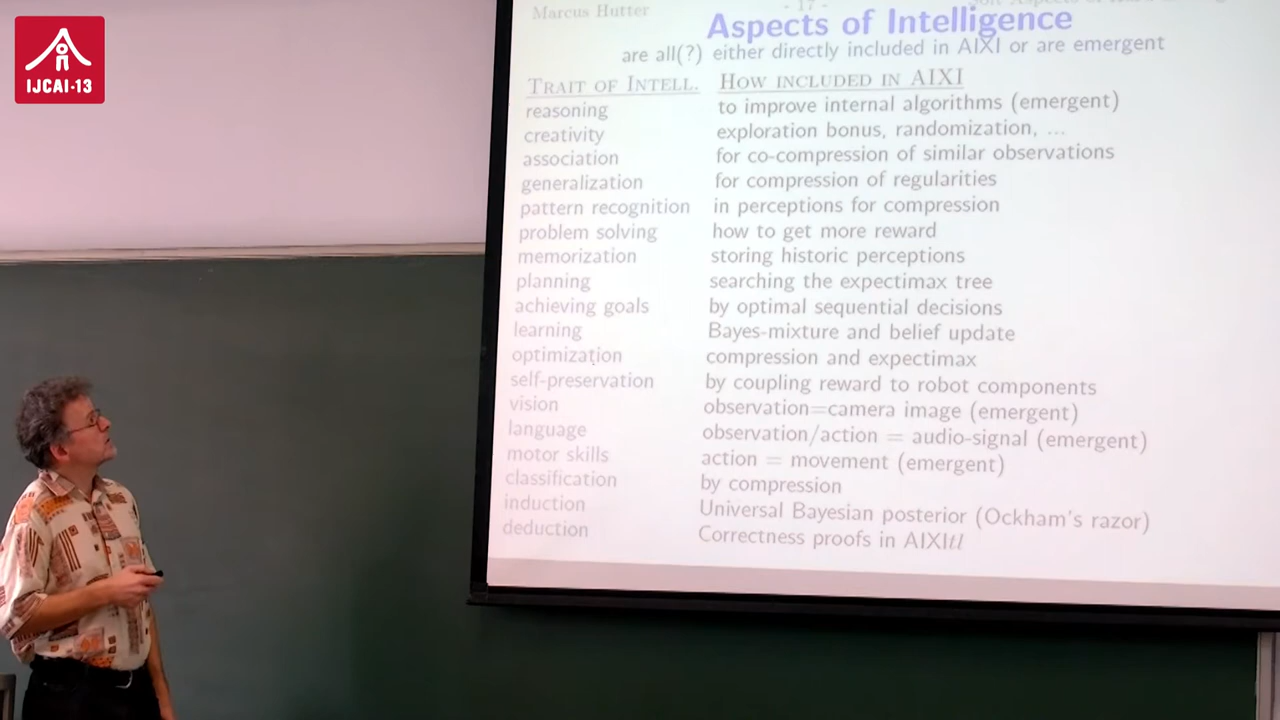 IJCAI-13
Marcus Hutter - 17 -
Aspects of Intelligence
are all(?) either directly included in AIXI or are emergent
TRAIT OF INTELL. HOW INCLUDED IN AIXI
reasoning to improve internal algorithms (emergent)
creativity exploration bonus, randomization, ...
association for co-compression of similar observations
generalization for compression of regularities
pattern recognition in perceptions for compression
problem solving how to get more reward
memorization storing historic perceptions
planning searching the expectimax tree
achieving goals by optimal sequential decisions
learning Bayes-mixture and belief update
optimization compression and expectimax
self-preservation by coupling reward to robot components
vision observation=camera image (emergent)
language observation/action = audio-signal (emergent)
motor skills action = movement (emergent)
classification by compression
induction Universal Bayesian posterior (Ockham's razor)
deduction Correctness proofs in AIXItl